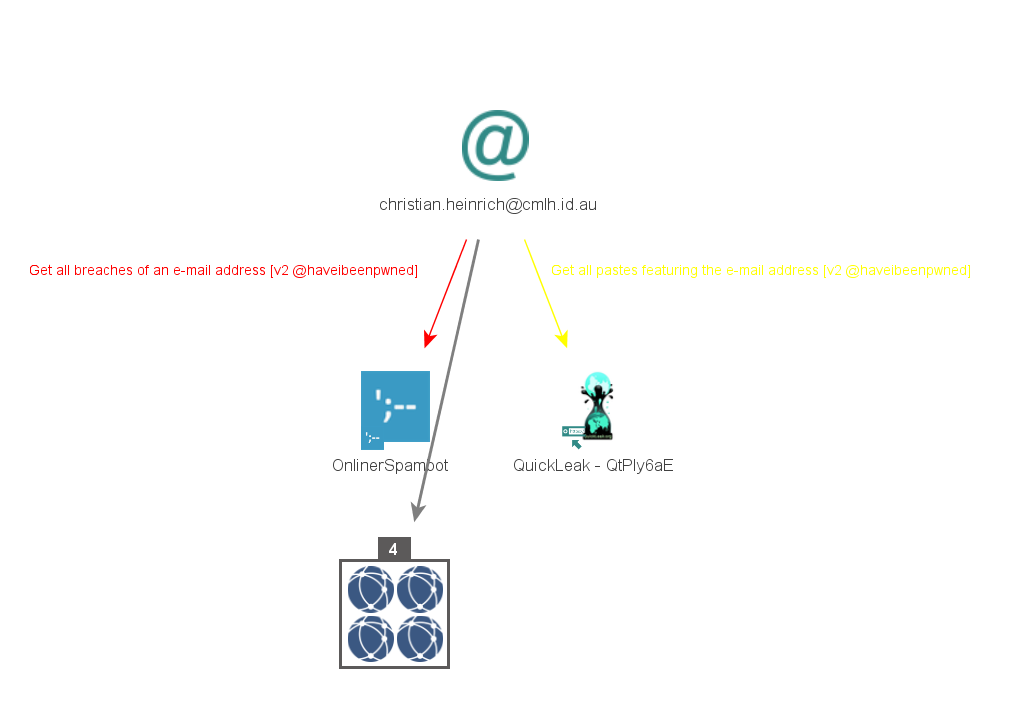 @
christian.heinrich@cmlh.id.au
Get all breaches of an e-mail address [v2 @haveibeenpwned]
Get all pastes featuring the e-mail address [v2 @haveibeenpwned]
';--
';--
OnlinerSpambot
QuickLeak - QtPly6aE
4